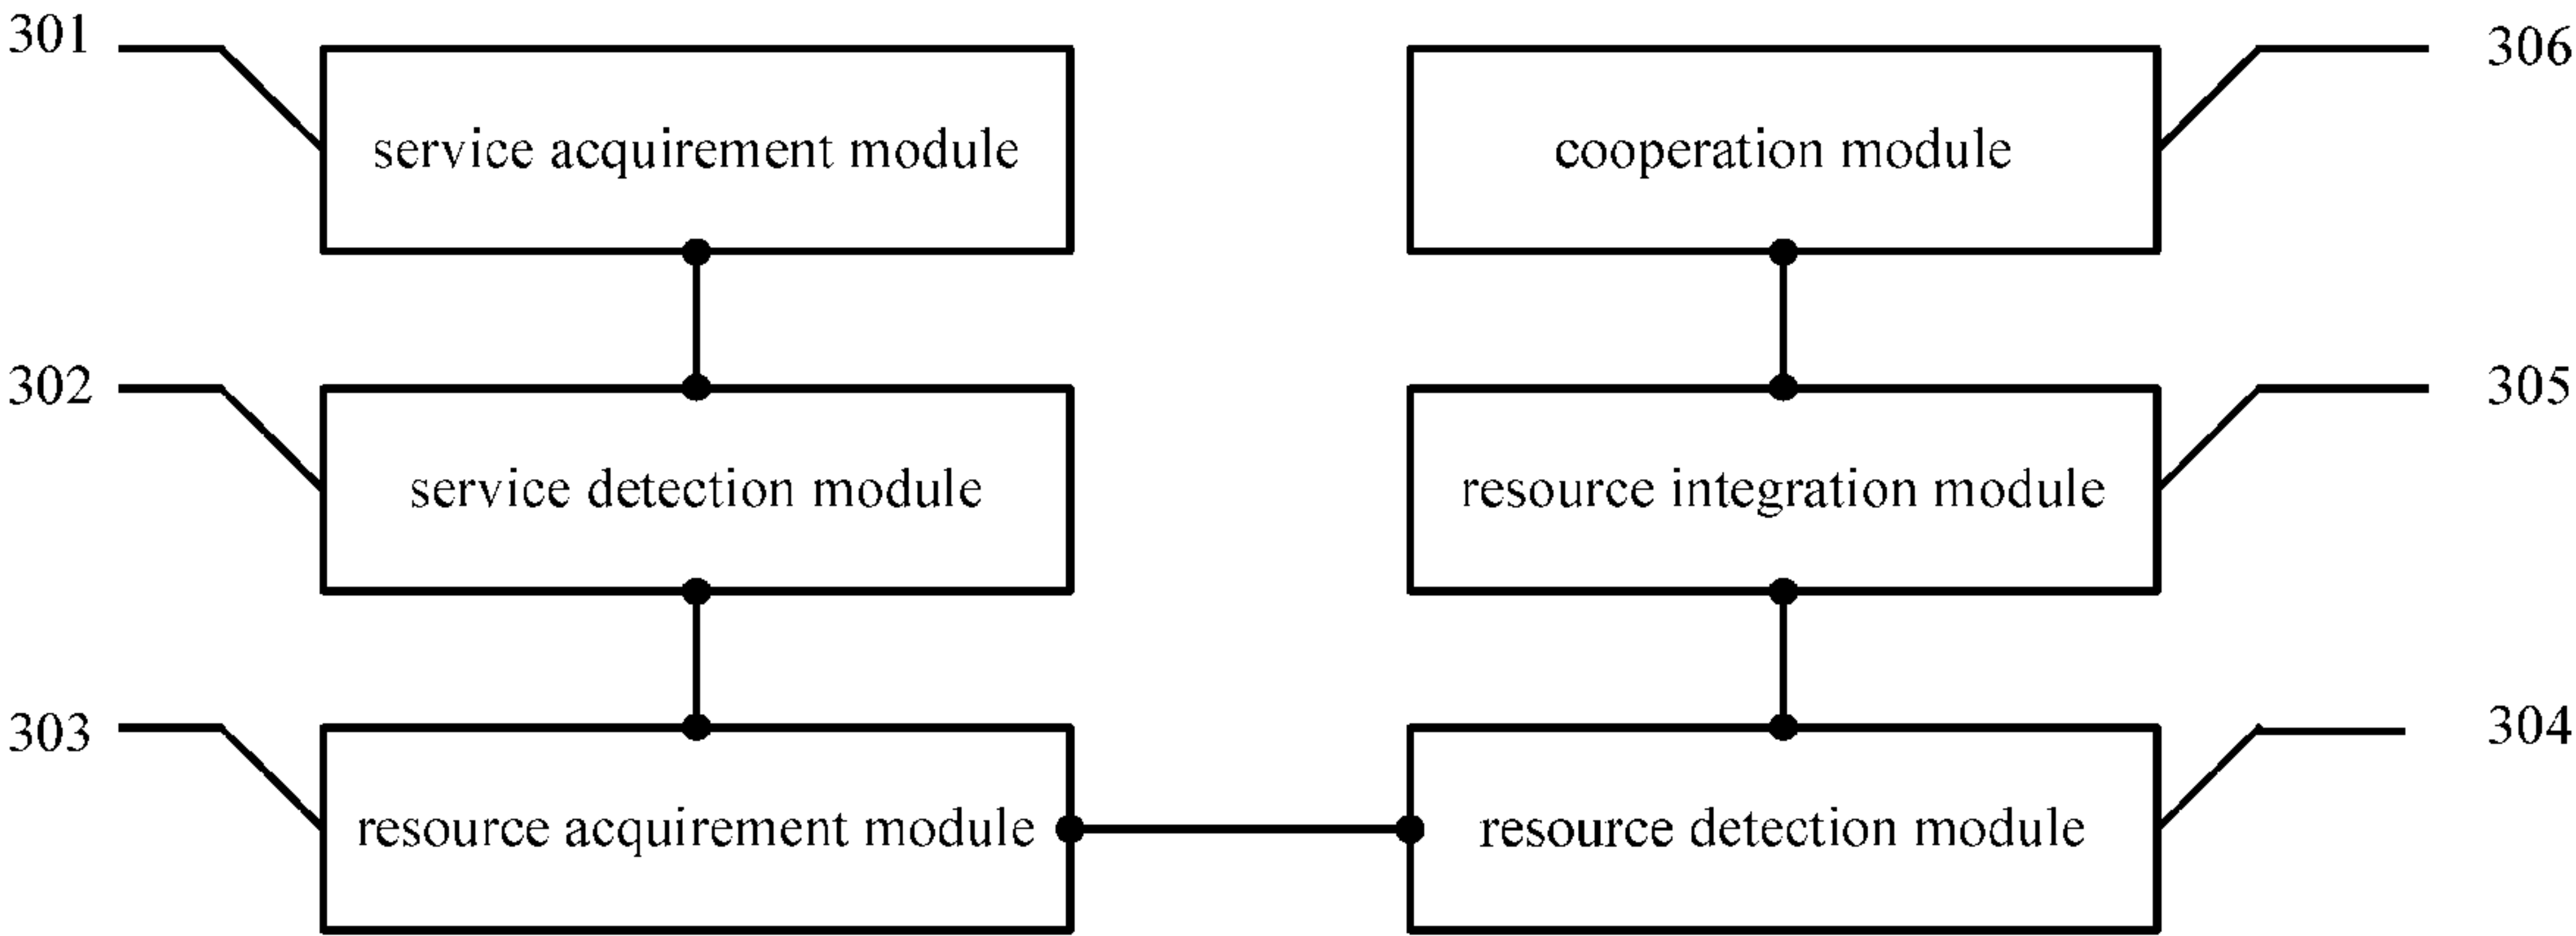 301
service acquirement module
302
service detection module
303
resource acquirement module
306
cooperation module
305
resource integration module
304
resource detection module